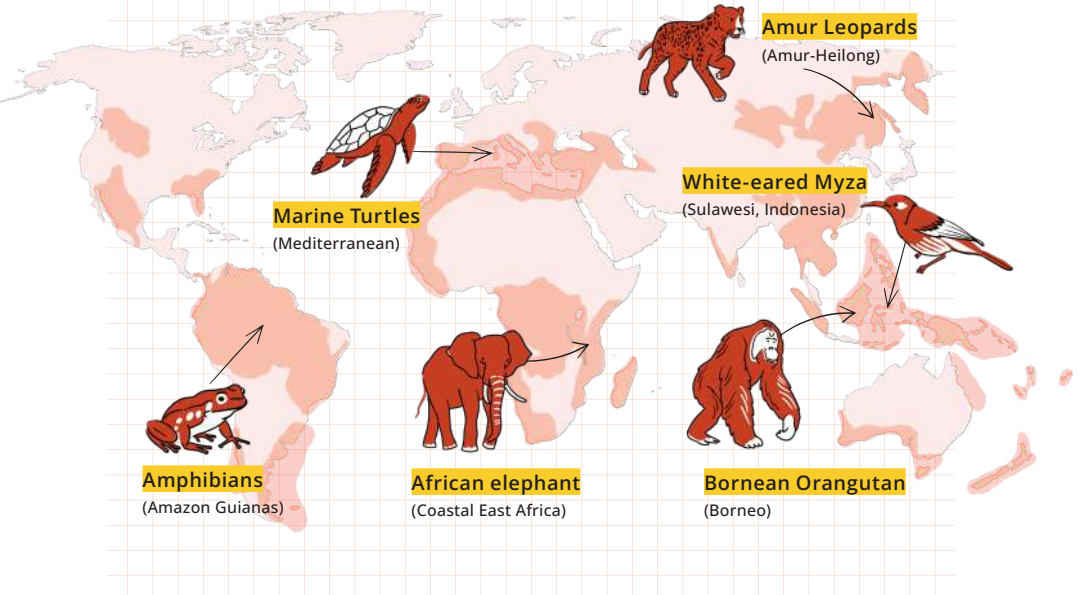 Amur Leopards
(Amur-Heilong)
White-eared Myza
(Sulawesi, Indonesia)
Marine Turtles
(Mediterranean)
Amphibians
(Amazon Guianas)
African elephant
(Coastal East Africa)
Bornean Orangutan
(Borneo)